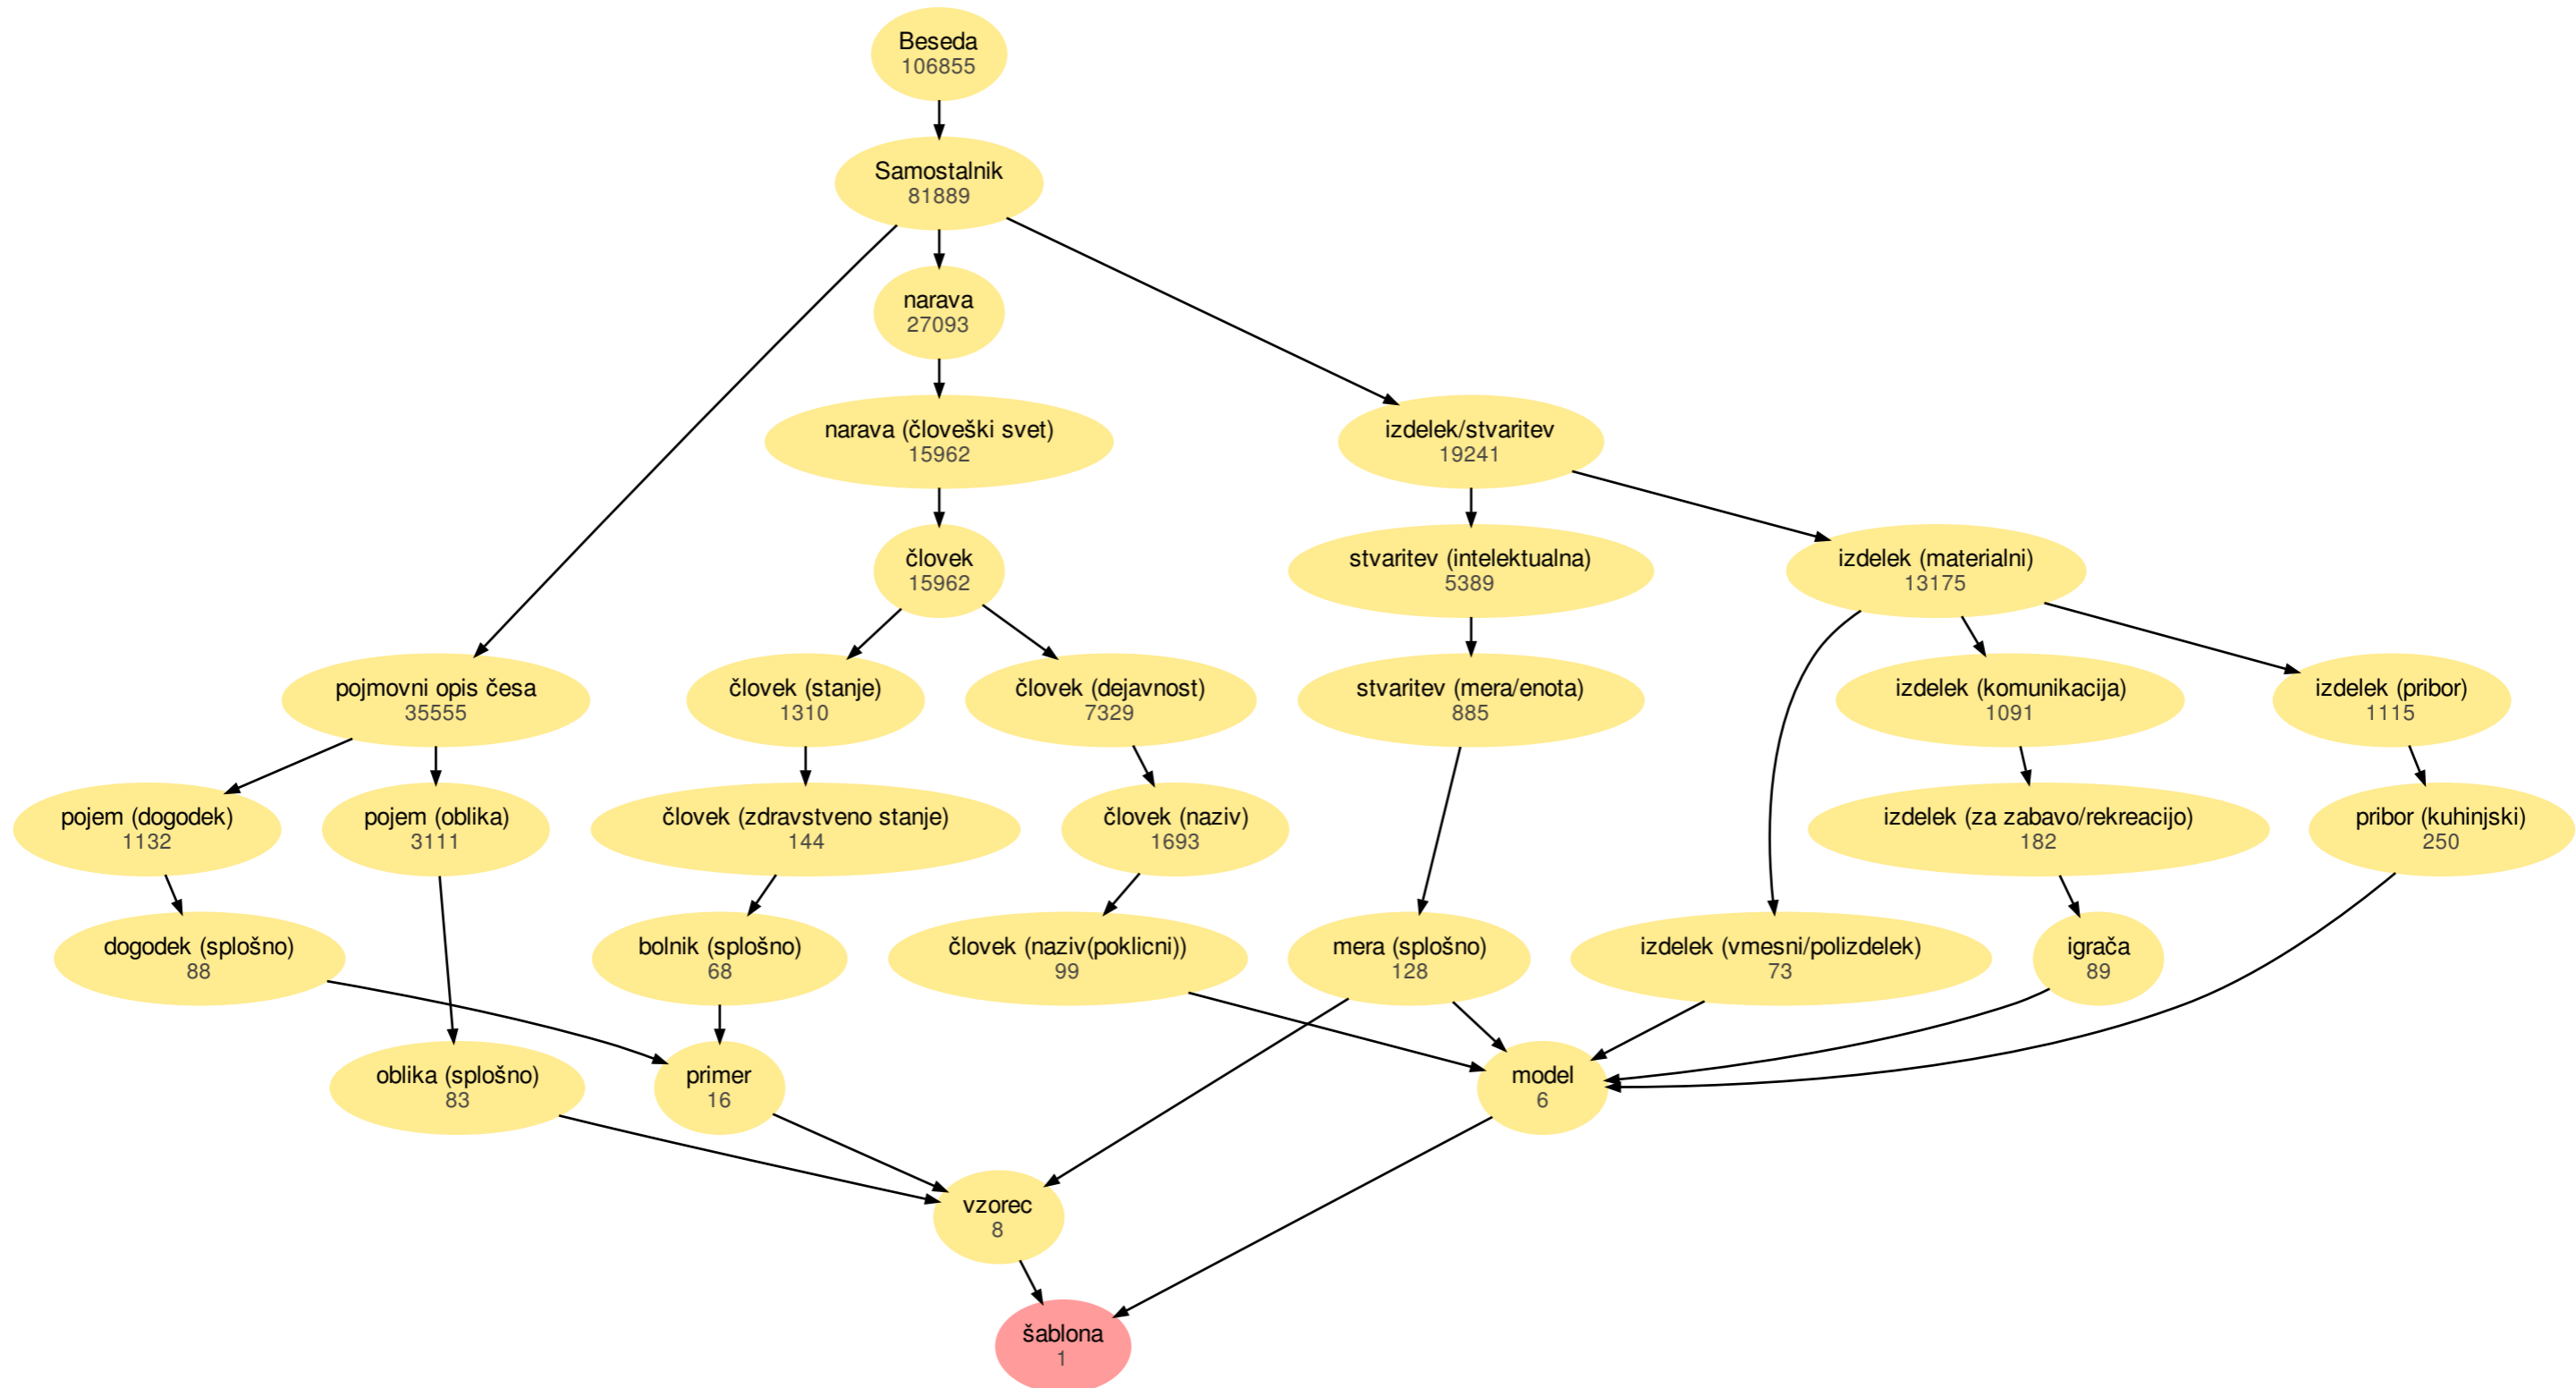 Beseda
106855
Samostalnik
81889
narava
27093
narava (človeški svet)
15962
izdelek/stvaritev
19241
človek
15962
stvaritev (intelektualna)
5389
izdelek (materialni)
13175
pojmovni opis česa
35555
človek (stanje)
1310
človek (dejavnost)
7329
stvaritev (mera/enota)
885
izdelek (komunikacija)
1091
izdelek (pribor)
1115
pojem (dogodek)
1132
pojem (oblika)
3111
človek (zdravstveno stanje)
144
človek (naziv)
1693
izdelek (za zabavo/rekreacijo)
182
pribor (kuhinjski)
250
dogodek (splošno)
88
bolnik (splošno)
68
človek (naziv(poklicni))
99
mera (splošno)
128
izdelek (vmesni/polizdelek)
73
igrača
89
oblika (splošno)
83
primer
16
model
6
vzorec
8
šablona
1